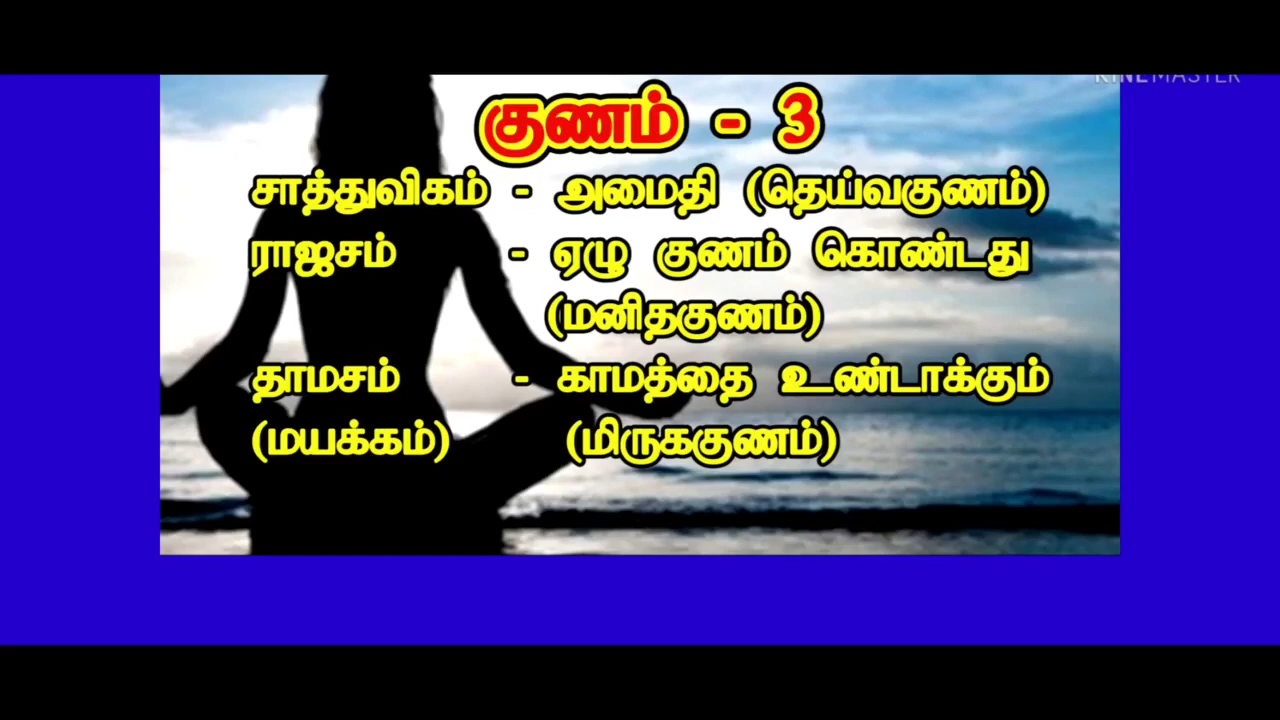 KINEMASTER
குணம் - 3
சாத்துவிகம் - அமைதி (தெய்வகுணம்)
ராஜசம் - ஏழு குணம் கொண்டது
(மனிதகுணம்)
தாமசம் - காமத்தை உண்டாக்கும்
(மயக்கம்) (மிருககுணம்)